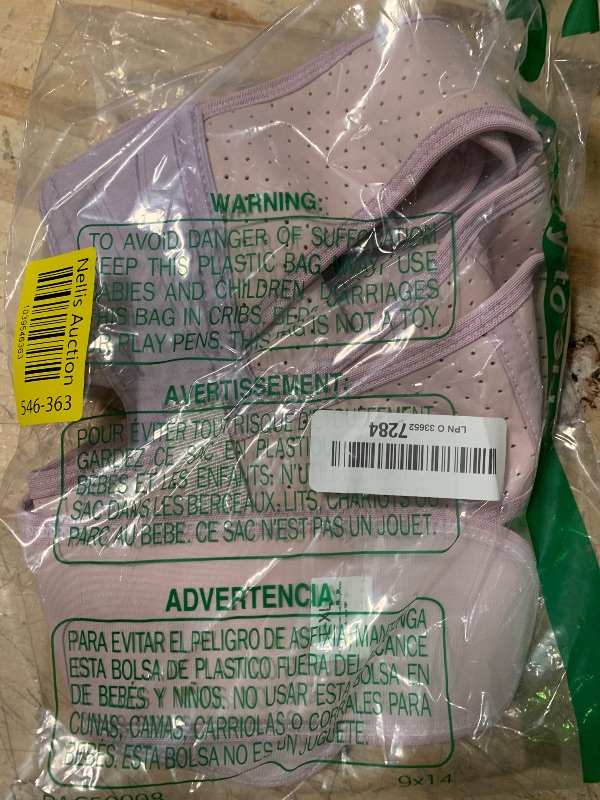 WARNING:
TO AVOID DANGER OF SUFFOCATION
KEEP THIS PLASTIC BAG AWAY USE
BABIES AND CHILDREN. CARRIAGES
THIS BAG IN CRIBS, BEDS, IS NOT A TOY.
OR PLAY PENS. THIS
Nellis Auction
1039546363
546-363
AVERTISSEMENT:
POUR ÉVITER TOUT RISQUE D'ÉTOUFFEMENT
GARDEZ CE SAC EN PLASTI
BÉBÉS ET LES ENFANTS: N'U
SAC DANS LES BERCEAUX, LITS, CHARIOTS OU
PARC AU BEBE. CE SAC N'EST PAS UN JOUET.
LPN O 33652
7284
ADVERTENCIA:
PARA EVITAR EL PELIGRO DE ASFIXIA, MANTENGA
ESTA BOLSA DE PLASTICO FUERA DEL ALCANCE
DE BEBÉS Y NIÑOS. NO USAR ESTA BOLSA EN
CUNAS, CAMAS, CARRIOLAS O CORRALES PARA
BEBÉS. ESTA BOLSA NO ES UN JUGUETE.
9x14